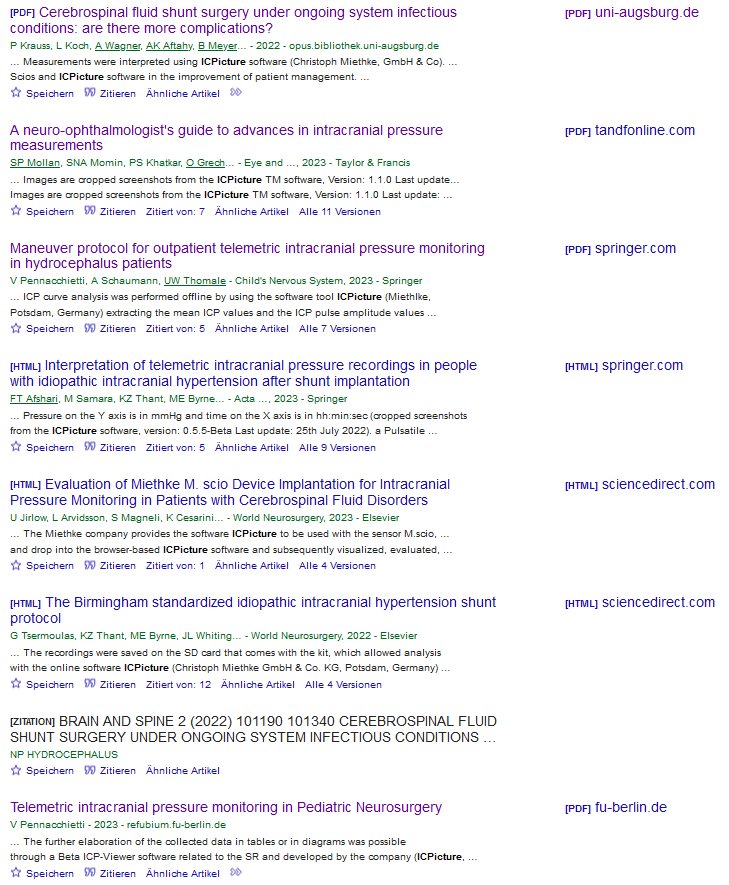 [PDF] Cerebrospinal fluid shunt surgery under ongoing system infectious
conditions: are there more complications?
[PDF] uni-augsburg.de
P Krauss, L Koch, A Wagner, AK Aftahy, B Meyer... - 2022 - opus.bibliothek.uni-augsburg.de
... Measurements were interpreted using ICPicture software (Christoph Miethke, GmbH & Co). ...
Scios and ICPicture software in the improvement of patient management. ...
Speichern Zitieren Ähnliche Artikel
A neuro-ophthalmologist's guide to advances in intracranial pressure
measurements
[PDF] tandfonline.com
SP Mollan, SNA Momin, PS Khatkar, O Grech... - Eye and ..., 2023 - Taylor & Francis
... Images are cropped screenshots from the ICPicture TM software, Version: 1.1.0 Last update...
Images are cropped screenshots from the ICPicture TM software, Version: 1.1.0 Last update: ...
Speichern Zitieren Zitiert von: 7 Ähnliche Artikel Alle 11 Versionen
Maneuver protocol for outpatient telemetric intracranial pressure monitoring
in hydrocephalus patients
[PDF] springer.com
V Pennacchietti, A Schaumann, UW Thomale - Child's Nervous System, 2023 - Springer
... ICP curve analysis was performed offline by using the software tool ICPicture (Miethlke,
Potsdam, Germany) extracting the mean ICP values and the ICP pulse amplitude values ...
Speichern Zitieren Zitiert von: 5 Ähnliche Artikel Alle 7 Versionen
[HTML] Interpretation of telemetric intracranial pressure recordings in people
with idiopathic intracranial hypertension after shunt implantation
[HTML] springer.com
FT Afshari, M Samara, KZ Thant, ME Byrne... - Acta ..., 2023 - Springer
... Pressure on the Y axis is in mmHg and time on the X axis is in hh:min:sec (cropped screenshots
from the ICPicture software, version: 0.5.5-Beta Last update: 25th July 2022). a Pulsatile ...
Speichern Zitieren Zitiert von: 5 Ähnliche Artikel Alle 9 Versionen
[HTML] Evaluation of Miethke M. scio Device Implantation for Intracranial
Pressure Monitoring in Patients with Cerebrospinal Fluid Disorders
[HTML] sciencedirect.com
U Jirlow, L Arvidsson, S Magneli, K Cesarini... - World Neurosurgery, 2023 - Elsevier
... The Miethke company provides the software ICPicture to be used with the sensor M.scio, ...
and drop into the browser-based ICPicture software and subsequently visualized, evaluated, ...
Speichern Zitieren Zitiert von: 1 Ähnliche Artikel Alle 4 Versionen
[HTML] The Birmingham standardized idiopathic intracranial hypertension shunt
protocol
[HTML] sciencedirect.com
G Tsermoulas, KZ Thant, ME Byrne, JL Whiting... - World Neurosurgery, 2022 - Elsevier
... The recordings were saved on the SD card that comes with the kit, which allowed analysis
with the online software ICPicture (Christoph Miethke GmbH & Co. KG, Potsdam, Germany) ...
Speichern Zitieren Zitiert von: 12 Ähnliche Artikel Alle 4 Versionen
[ZITATION] BRAIN AND SPINE 2 (2022) 101190 101340 CEREBROSPINAL FLUID
SHUNT SURGERY UNDER ONGOING SYSTEM INFECTIOUS CONDITIONS ...
NP HYDROCEPHALUS
Speichern Zitieren Ähnliche Artikel
Telemetric intracranial pressure monitoring in Pediatric Neurosurgery
[PDF] fu-berlin.de
V Pennacchietti - 2023 - refubium.fu-berlin.de
... The further elaboration of the collected data in tables or in diagrams was possible
through a Beta ICP-Viewer software related to the SR and developed by the company (ICPicture, ...
Speichern Zitieren Ähnliche Artikel